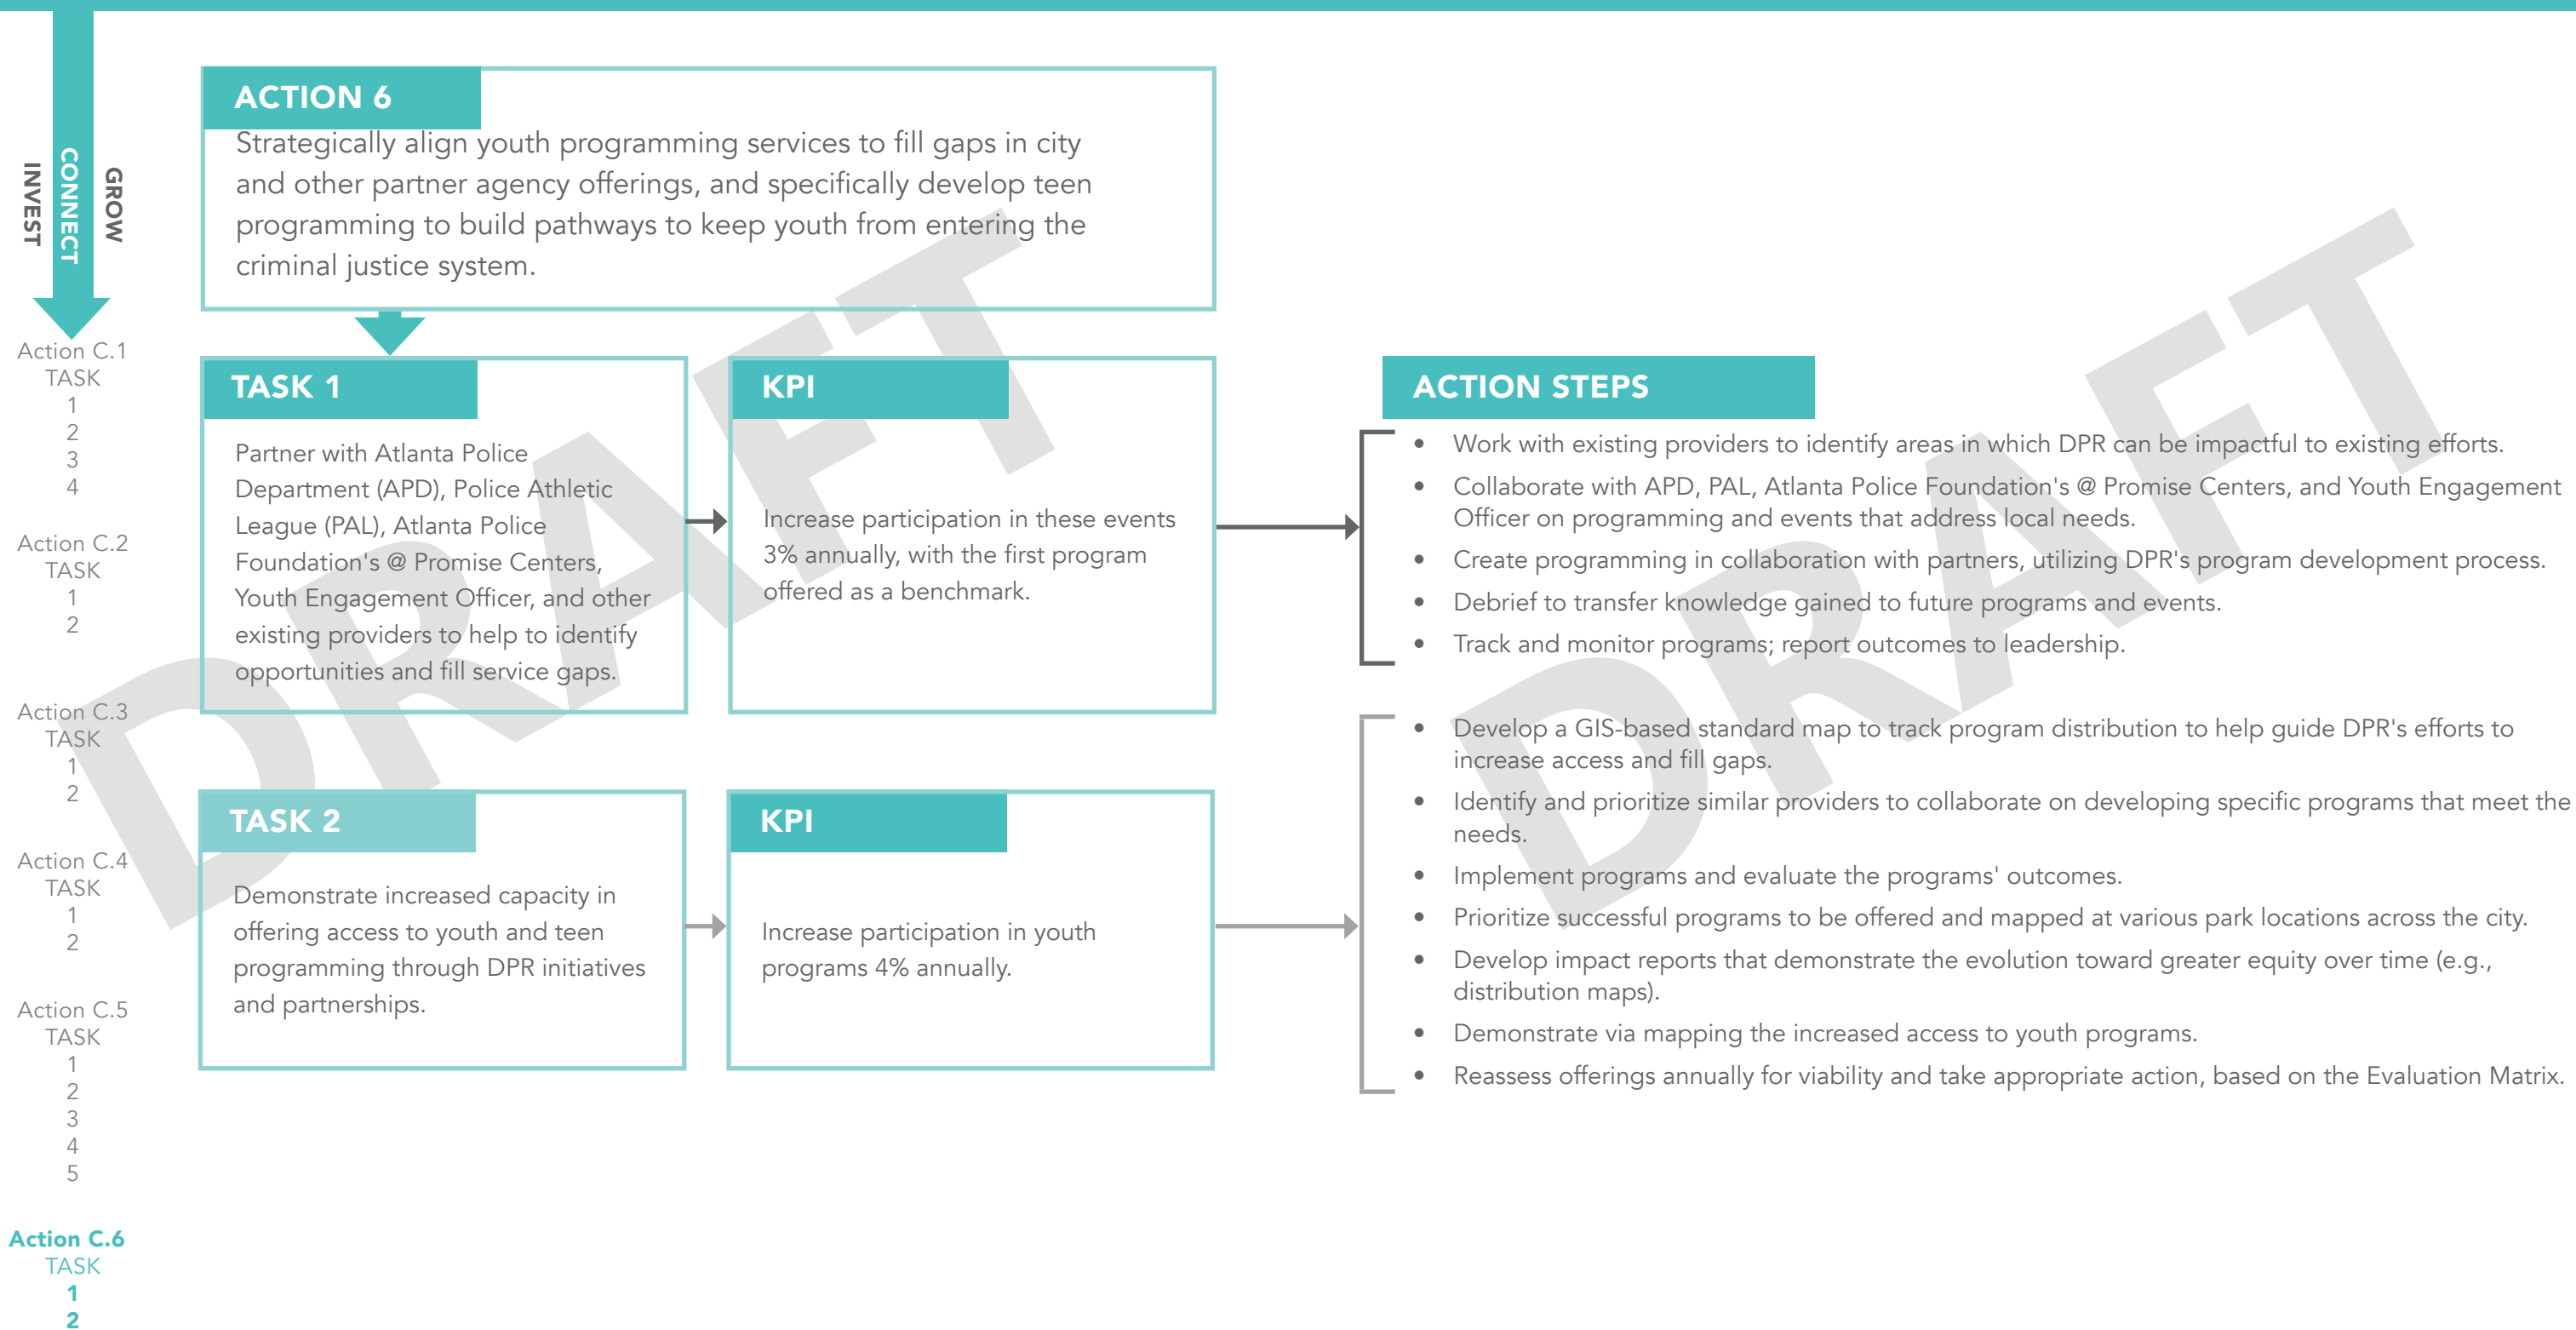 INVEST
CONNECT
GROW
Action C.1
TASK
1
2
3
4
Action C.2
TASK
1
2
Action C.3
TASK
1
2
Action C.4
TASK
1
2
Action C.5
TASK
1
2
3
4
5
Action C.6
TASK
1
2
ACTION 6
Strategically align youth programming services to fill gaps in city
and other partner agency offerings, and specifically develop teen
programming to build pathways to keep youth from entering the
criminal justice system.
TASK 1
Partner with Atlanta Police
Department (APD), Police Athletic
League (PAL), Atlanta Police
Foundation's @ Promise Centers,
Youth Engagement Officer, and other
existing providers to help to identify
opportunities and fill service gaps.
KPI
Increase participation in these events
3% annually, with the first program
offered as a benchmark.
ACTION STEPS
• Work with existing providers to identify areas in which DPR can be impactful to existing efforts.
• Collaborate with APD, PAL, Atlanta Police Foundation's @ Promise Centers, and Youth Engagement
Officer on programming and events that address local needs.
• Create programming in collaboration with partners, utilizing DPR's program development process.
• Debrief to transfer knowledge gained to future programs and events.
• Track and monitor programs; report outcomes to leadership.
TASK 2
Demonstrate increased capacity in
offering access to youth and teen
programming through DPR initiatives
and partnerships.
KPI
Increase participation in youth
programs 4% annually.
• Develop a GIS-based standard map to track program distribution to help guide DPR's efforts to
increase access and fill gaps.
• Identify and prioritize similar providers to collaborate on developing specific programs that meet the
needs.
• Implement programs and evaluate the programs' outcomes.
• Prioritize successful programs to be offered and mapped at various park locations across the city.
• Develop impact reports that demonstrate the evolution toward greater equity over time (e.g.,
distribution maps).
• Demonstrate via mapping the increased access to youth programs.
• Reassess offerings annually for viability and take appropriate action, based on the Evaluation Matrix.
DRAFT
DRAFT